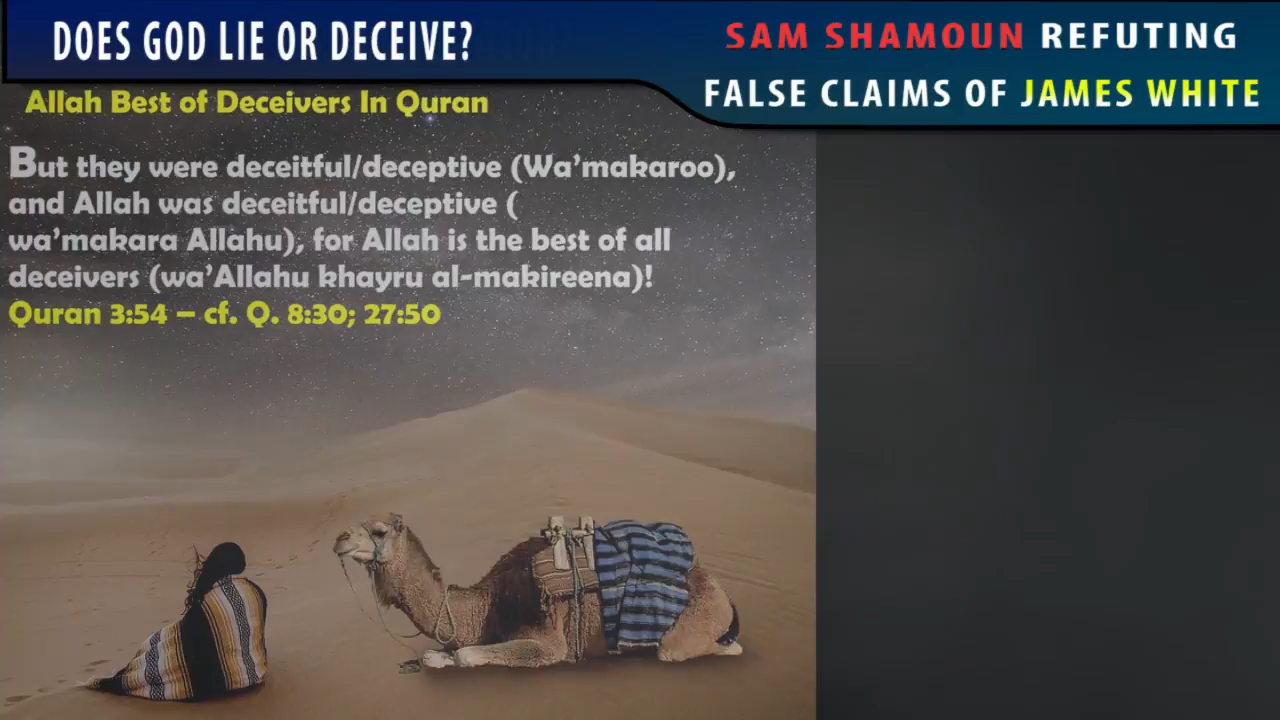 DOES GOD LIE OR DECEIVE?
SAM SHAMOUN REFUTING
FALSE CLAIMS OF JAMES WHITE
Allah Best of Deceivers In Quran
But they were deceitful/deceptive (Wa’makaroo),
and Allah was deceitful/deceptive (
wa’makara Allahu), for Allah is the best of all
deceivers (wa’Allahu khayru al-makireena)!
Quran 3:54 – cf. Q. 8:30; 27:50